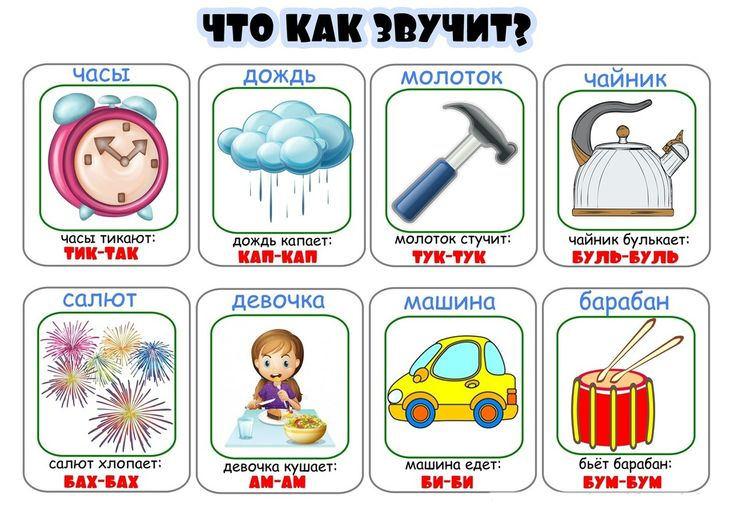 ЧТО КАК ЗВУЧИТ?
часы
часы тикают:
ТИК-ТАК
дождь
дождь капает:
КАП-КАП
молоток
молоток стучит:
ТУК-ТУК
чайник
чайник булькает:
БУЛЬ-БУЛЬ
салют
салют хлопает:
БАХ-БАХ
девочка
девочка кушает:
АМ-АМ
машина
машина едет:
БИ-БИ
барабан
бьёт барабан:
БУМ-БУМ